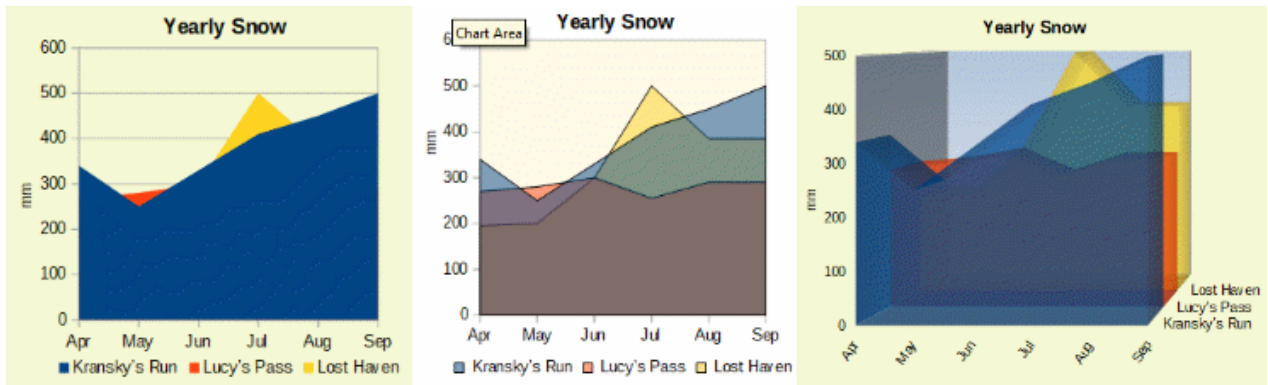 Yearly Snow
600
500
400
300
200
100
0
mm
Apr May Jun Jul Aug Sep
Kransky's Run Lucy's Pass Lost Haven
Yearly Snow
Chart Area
500
400
300
200
100
0
mm
Apr May Jun Jul Aug Sep
Kransky's Run Lucy's Pass Lost Haven
Yearly Snow
500
400
300
200
100
0
mm
Apr May Jun Jul Aug Sep
Lost Haven
Lucy's Pass
Kransky's Run